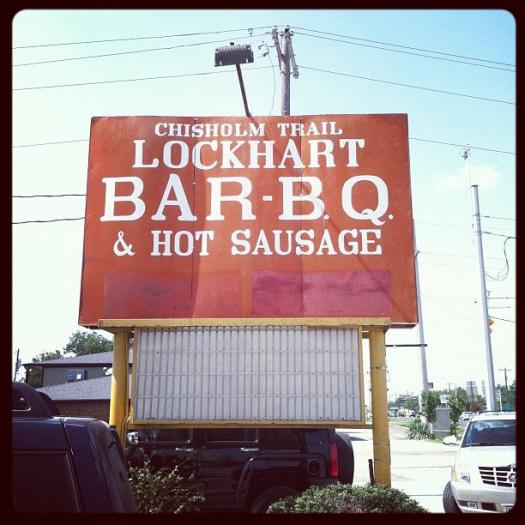 CHISHOLM TRAIL
LOCKHART
BAR-B.Q.
& HOT SAUSAGE